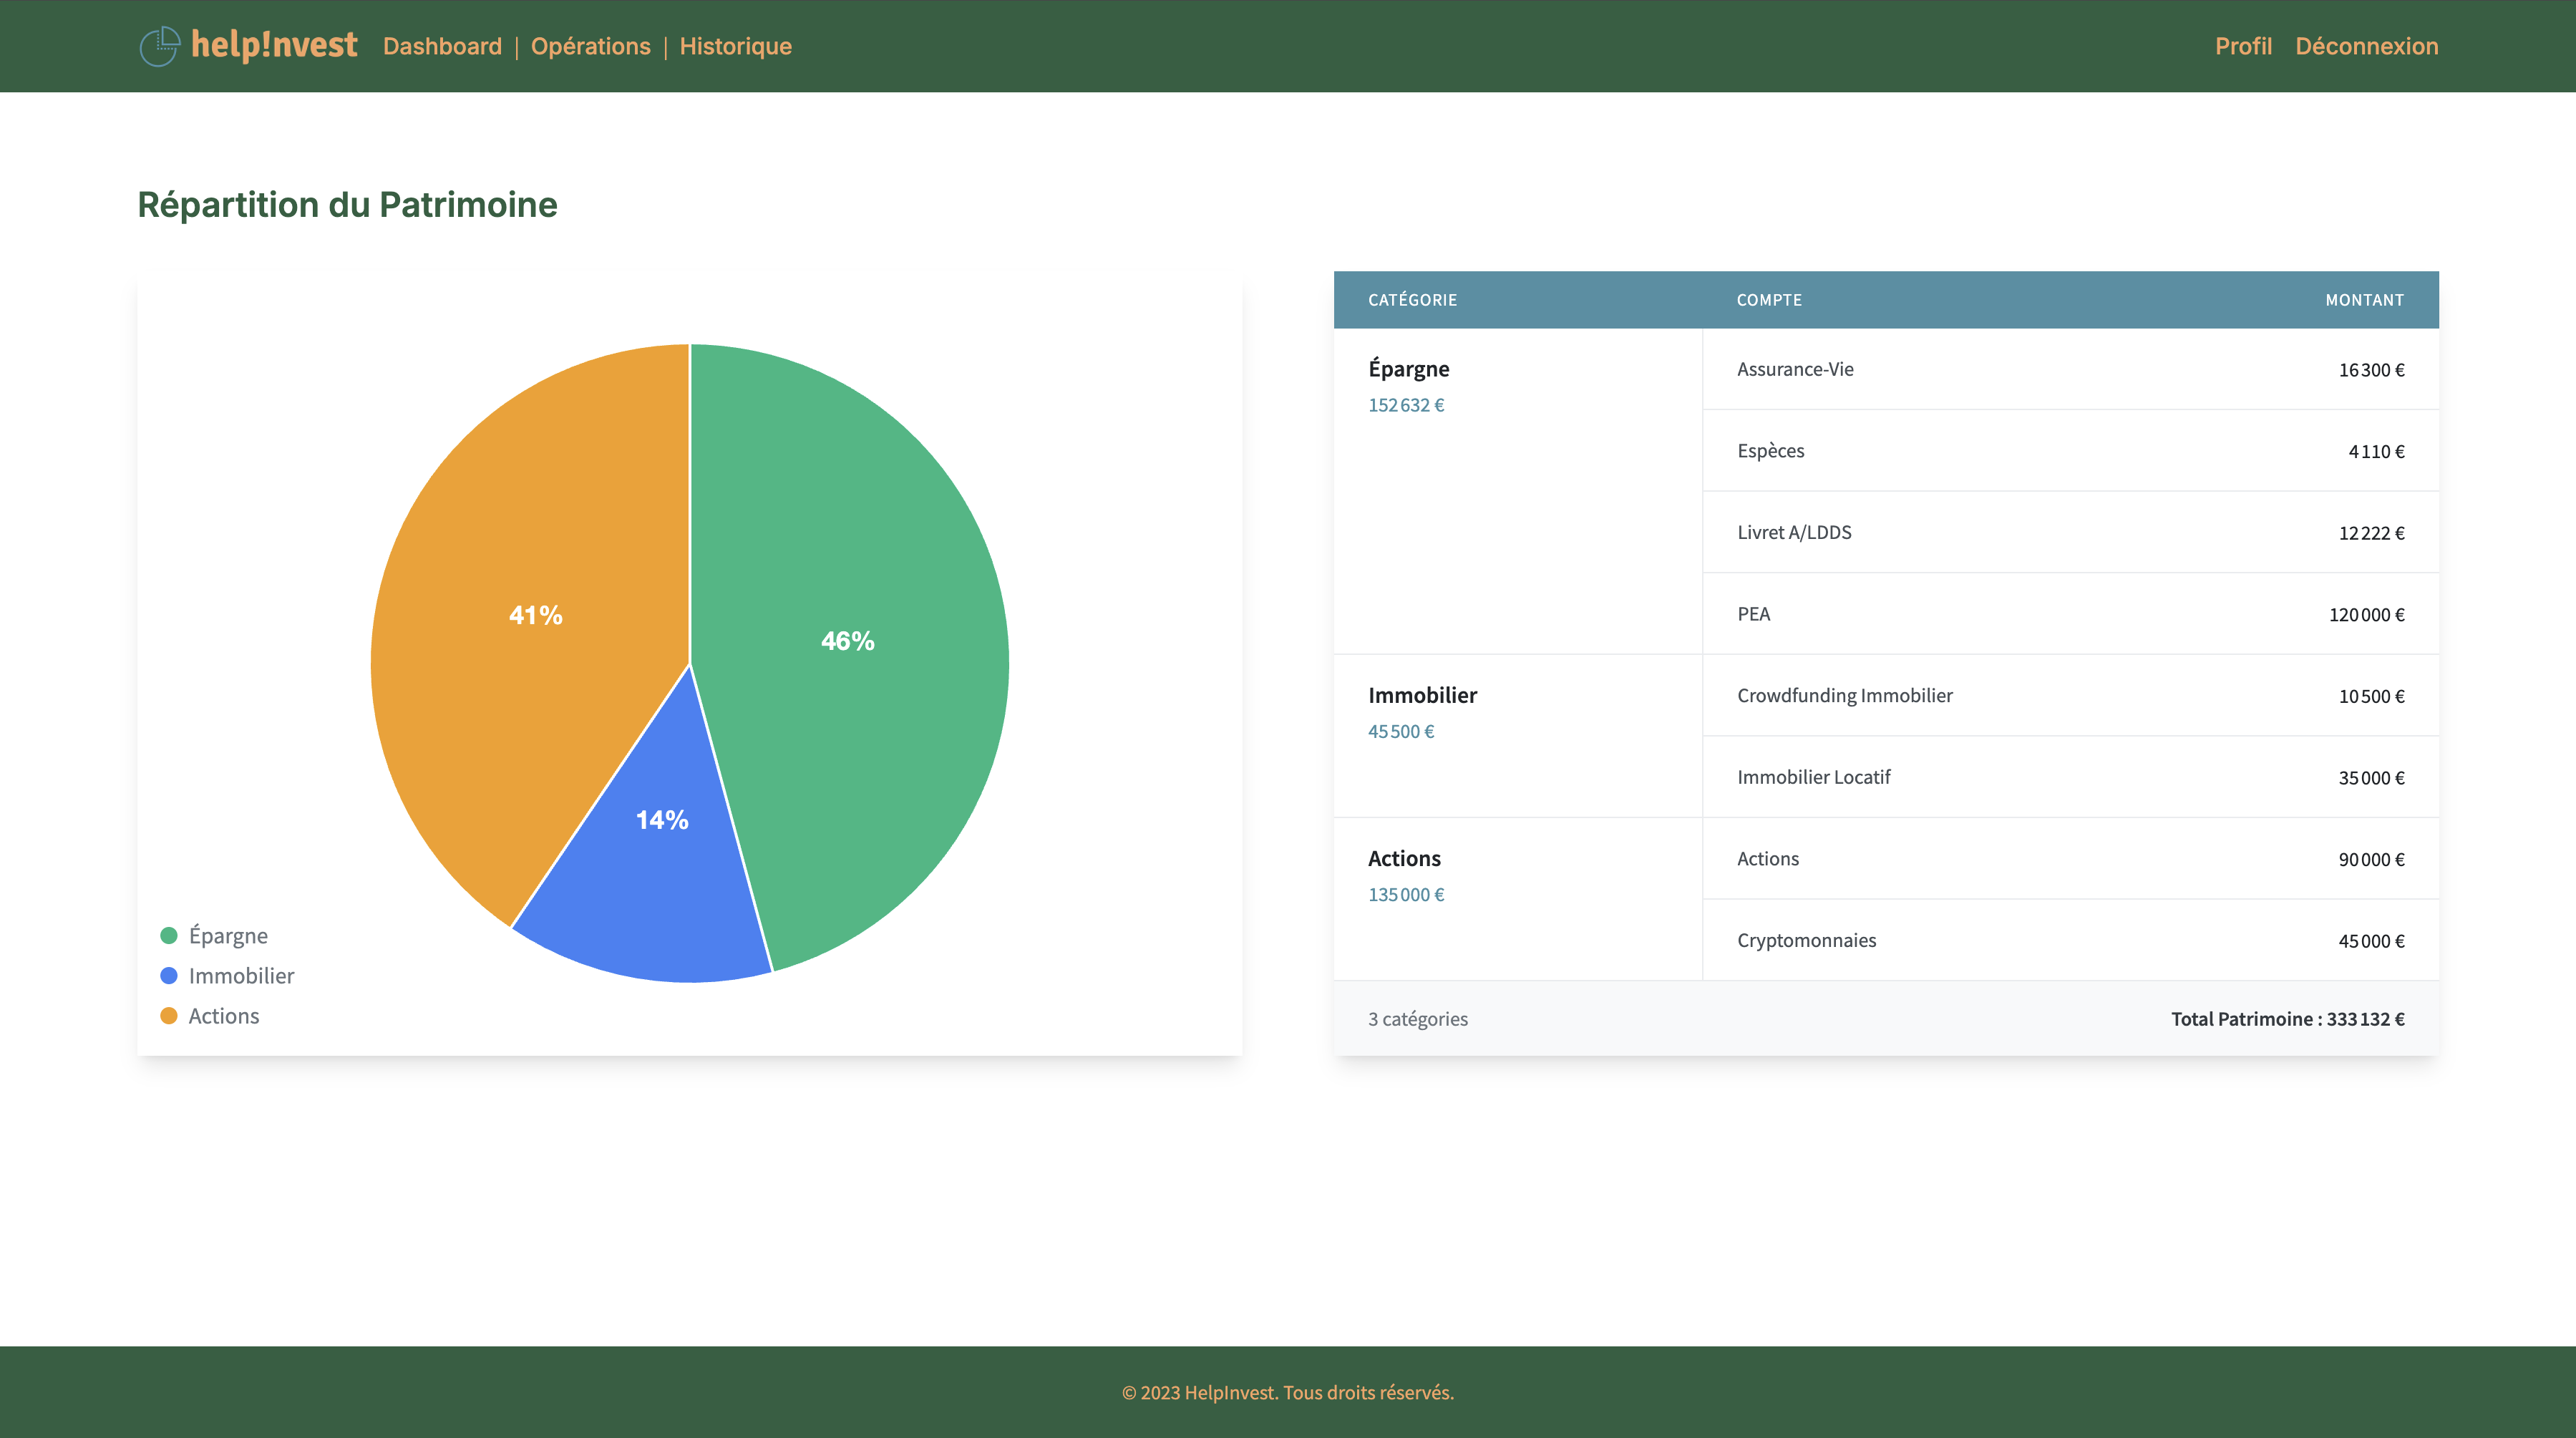 help!nvest Dashboard | Opérations | Historique Profil Déconnexion
Répartition du Patrimoine
41%
46%
14%
Épargne
Immobilier
Actions
CATÉGORIE COMPTE MONTANT
Épargne Assurance-Vie 16 300 €
152 632 €
Espèces 4 110 €
Livret A/LDDS 12 222 €
PEA 120 000 €
Immobilier Crowdfunding Immobilier 10 500 €
45 500 €
Immobilier Locatif 35 000 €
Actions Actions 90 000 €
135 000 €
Cryptomonnaies 45 000 €
3 catégories Total Patrimoine : 333 132 €
© 2023 HelpInvest. Tous droits réservés.